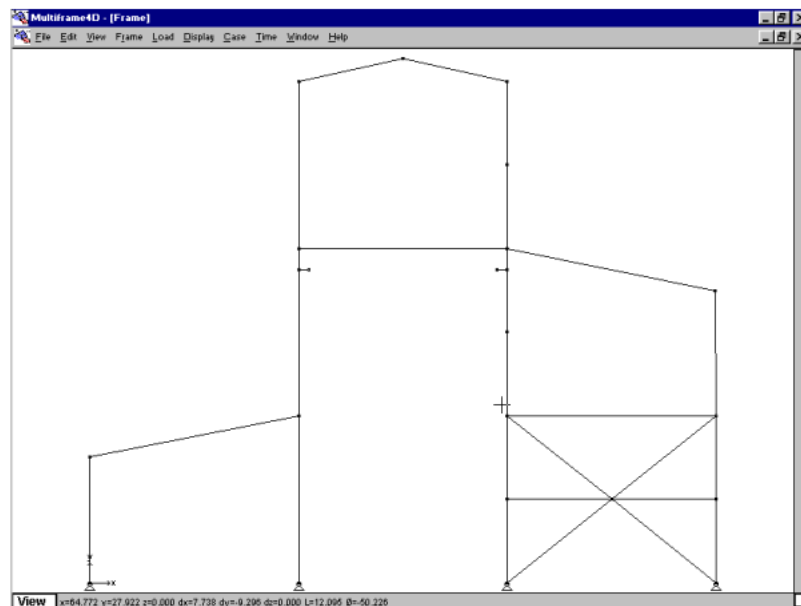 Multiframe4D - [Frame]
File Edit View Frame Load Display Case Time Window Help
x
View x=64.772 y=27.922 z=0.000 dx=7.738 dy=-9.296 dz=0.000 L=12.095 Ø=-50.226